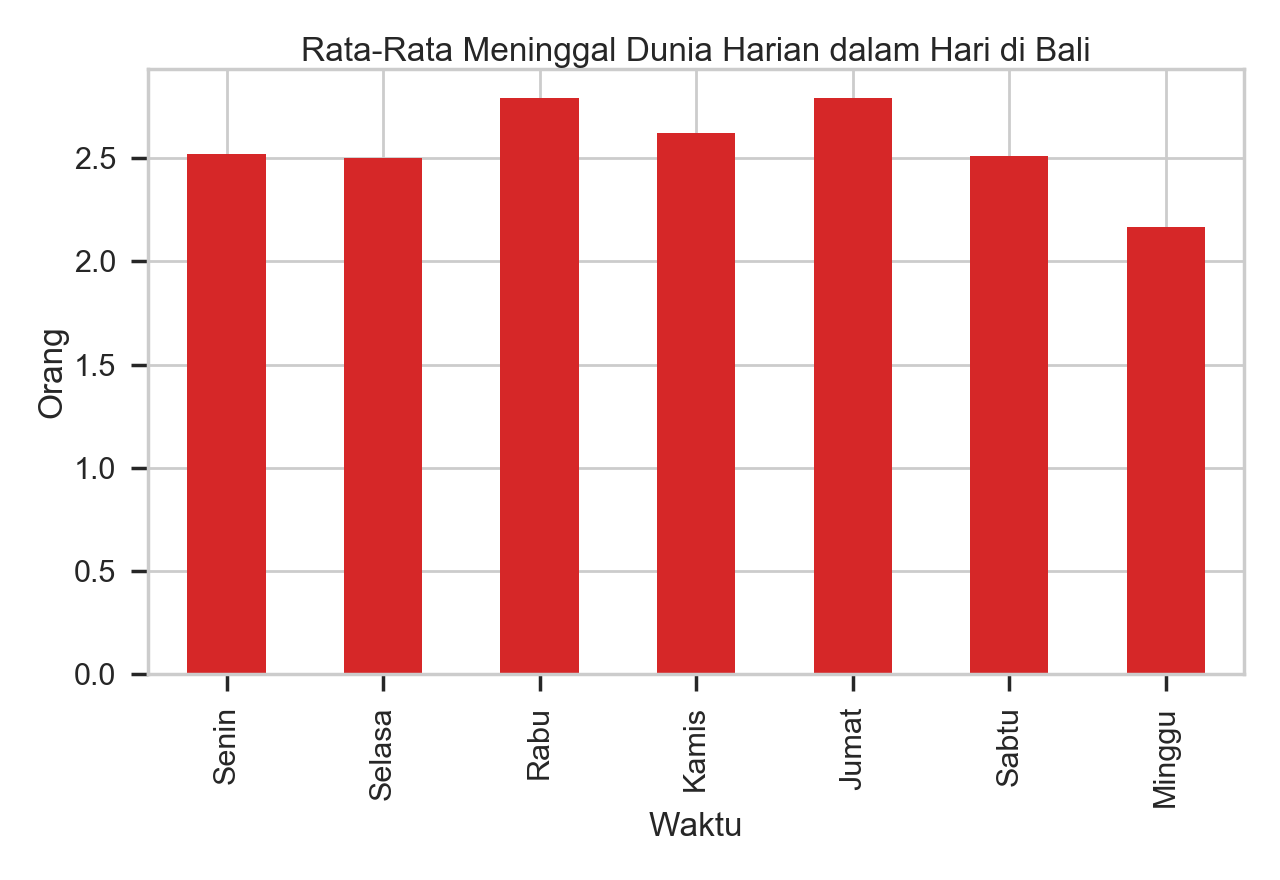 Rata-Rata Meninggal Dunia Harian dalam Hari di Bali
Orang
2.5
2.0
1.5
1.0
0.5
0.0
Senin
Selasa
Rabu
Kamis
Jumat
Sabtu
Minggu
Waktu